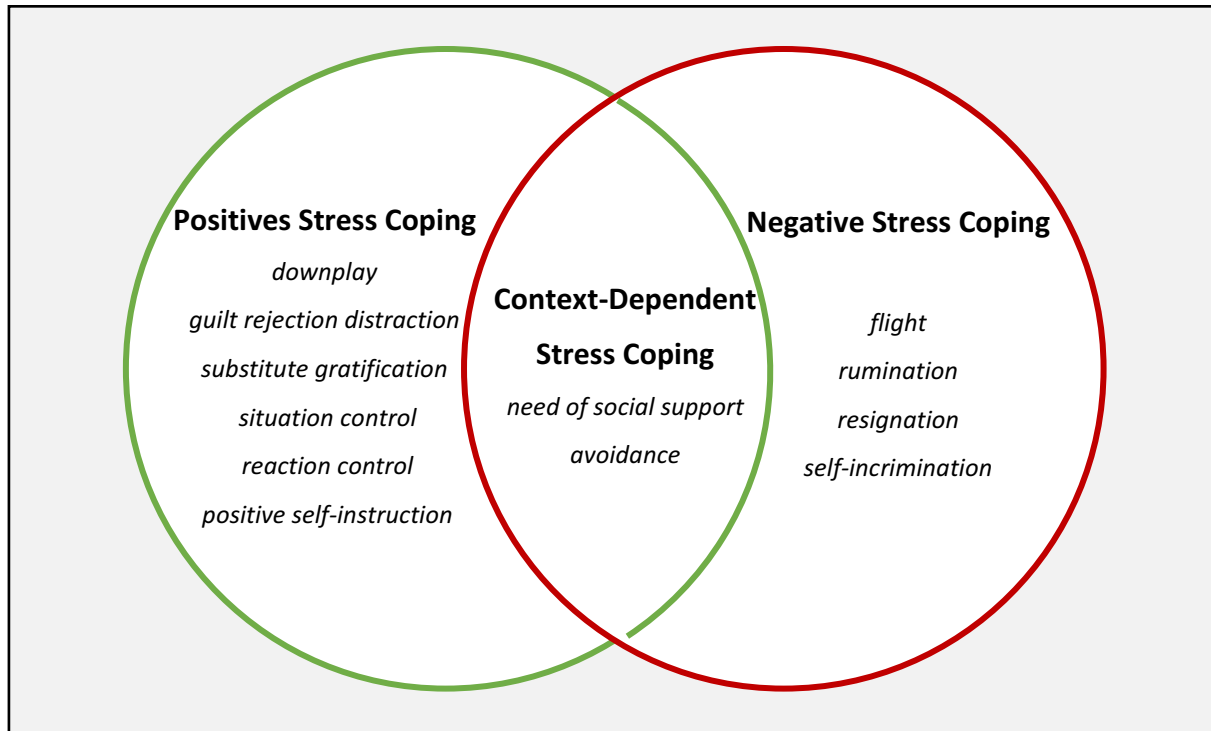 Positives Stress Coping
downplay
guilt rejection distraction
substitute gratification
situation control
reaction control
positive self-instruction
Context-Dependent
Stress Coping
need of social support
avoidance
Negative Stress Coping
flight
rumination
resignation
self-incrimination